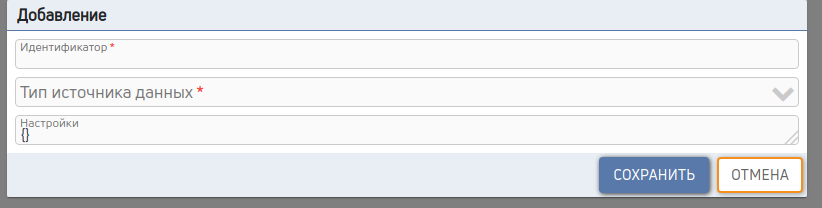 Добавление
Идентификатор *
Тип источника данных *
Настройки
{}
СОХРАНИТЬ ОТМЕНА